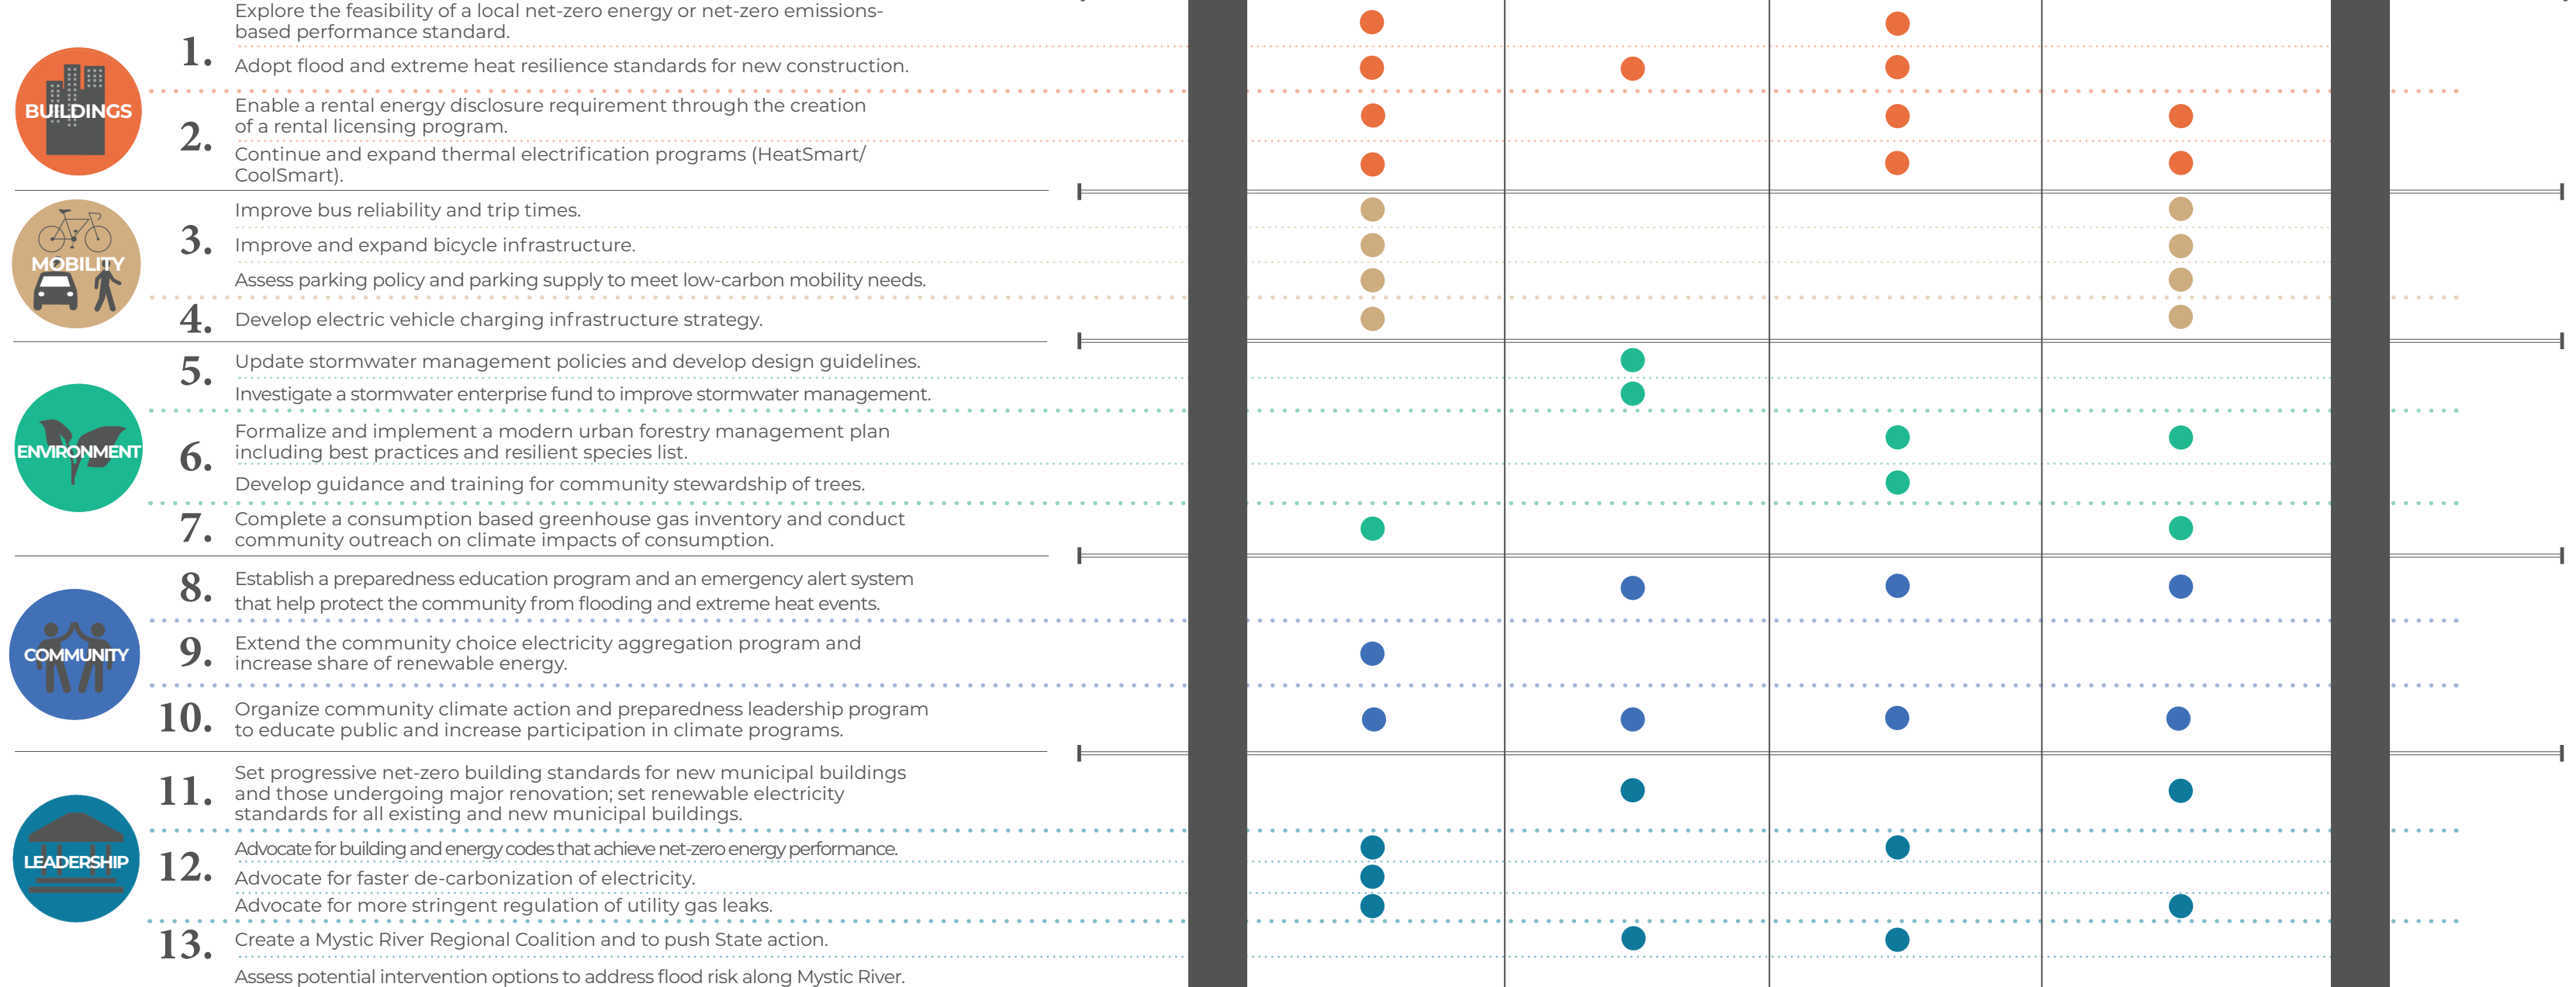 Explore the feasibility of a local net-zero energy or net-zero emissions-
based performance standard.
1.
Adopt flood and extreme heat resilience standards for new construction.
BUILDINGS
Enable a rental energy disclosure requirement through the creation
of a rental licensing program.
2.
Continue and expand thermal electrification programs (HeatSmart/
CoolSmart).
Improve bus reliability and trip times.
3.
Improve and expand bicycle infrastructure.
MOBILITY
Assess parking policy and parking supply to meet low-carbon mobility needs.
4.
Develop electric vehicle charging infrastructure strategy.
5.
Update stormwater management policies and develop design guidelines.
Investigate a stormwater enterprise fund to improve stormwater management.
ENVIRONMENT
6.
Formalize and implement a modern urban forestry management plan
including best practices and resilient species list.
Develop guidance and training for community stewardship of trees.
7.
Complete a consumption based greenhouse gas inventory and conduct
community outreach on climate impacts of consumption.
8.
Establish a preparedness education program and an emergency alert system
that help protect the community from flooding and extreme heat events.
COMMUNITY
9.
Extend the community choice electricity aggregation program and
increase share of renewable energy.
10.
Organize community climate action and preparedness leadership program
to educate public and increase participation in climate programs.
11.
Set progressive net-zero building standards for new municipal buildings
and those undergoing major renovation; set renewable electricity
standards for all existing and new municipal buildings.
LEADERSHIP
12.
Advocate for building and energy codes that achieve net-zero energy performance.
Advocate for faster de-carbonization of electricity.
Advocate for more stringent regulation of utility gas leaks.
13.
Create a Mystic River Regional Coalition and to push State action.
Assess potential intervention options to address flood risk along Mystic River.